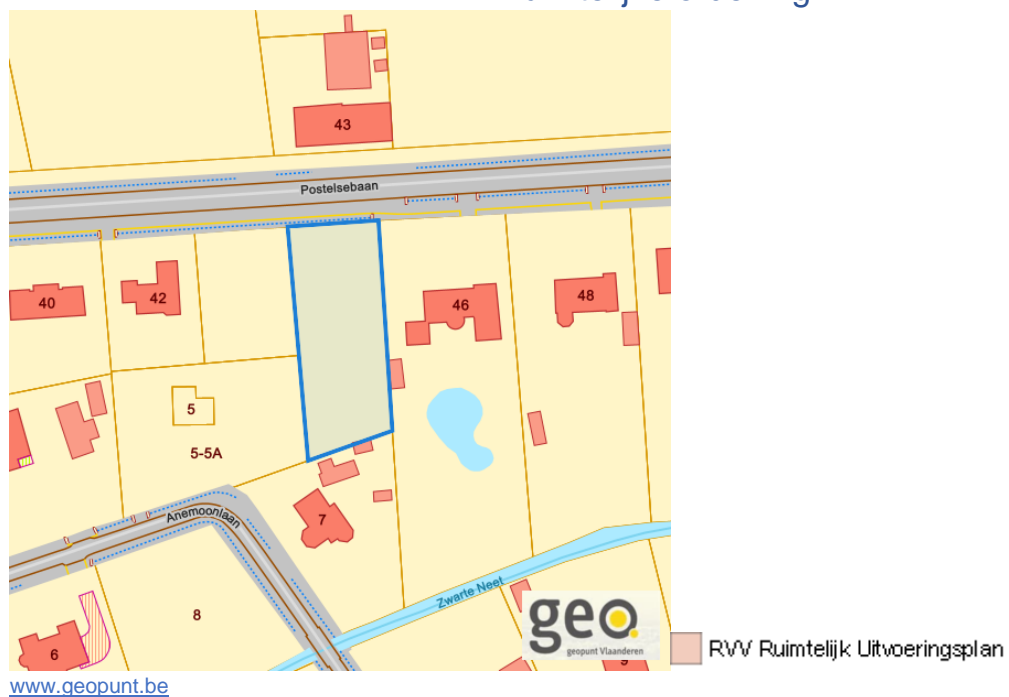 43
Postelsebaan
40
42
46
48
5
5-5A
7
Anemoonlaan
Zwarte Neet
8
6
9
geo
geopunt Vlaanderen
RVV Ruimtelijk Uitvoeringsplan
www.geopunt.be